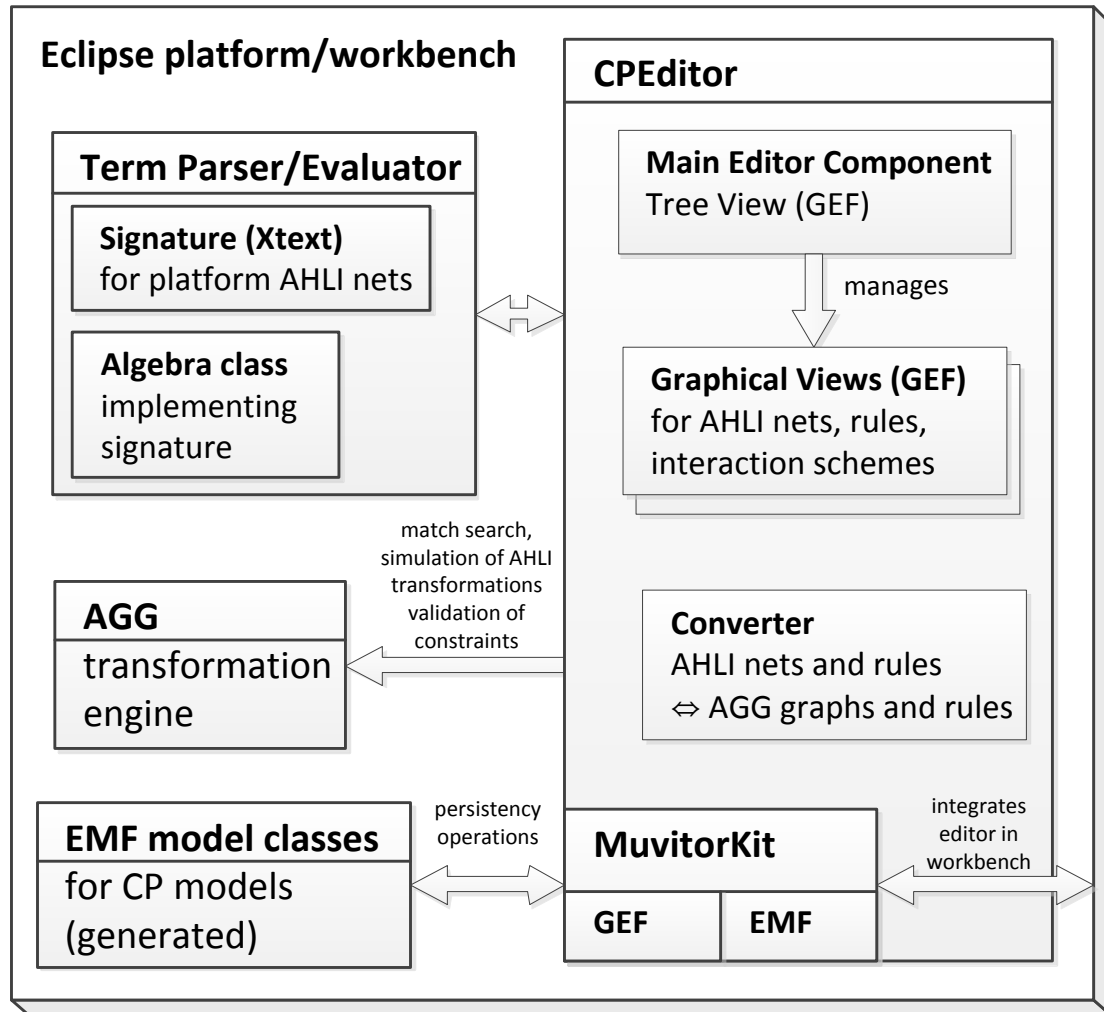 Eclipse platform/workbench
Term Parser/Evaluator
Signature (Xtext)
for platform AHLI nets
Algebra class
implementing
signature
CPEditor
Main Editor Component
Tree View (GEF)
manages
Graphical Views (GEF)
for AHLI nets, rules,
interaction schemes
match search,
simulation of AHLI
transformations
validation of
constraints
AGG
transformation
engine
Converter
AHLI nets and rules
⇔ AGG graphs and rules
EMF model classes
for CP models
(generated)
persistency
operations
MuvitorKit
GEF
EMF
integrates
editor in
workbench